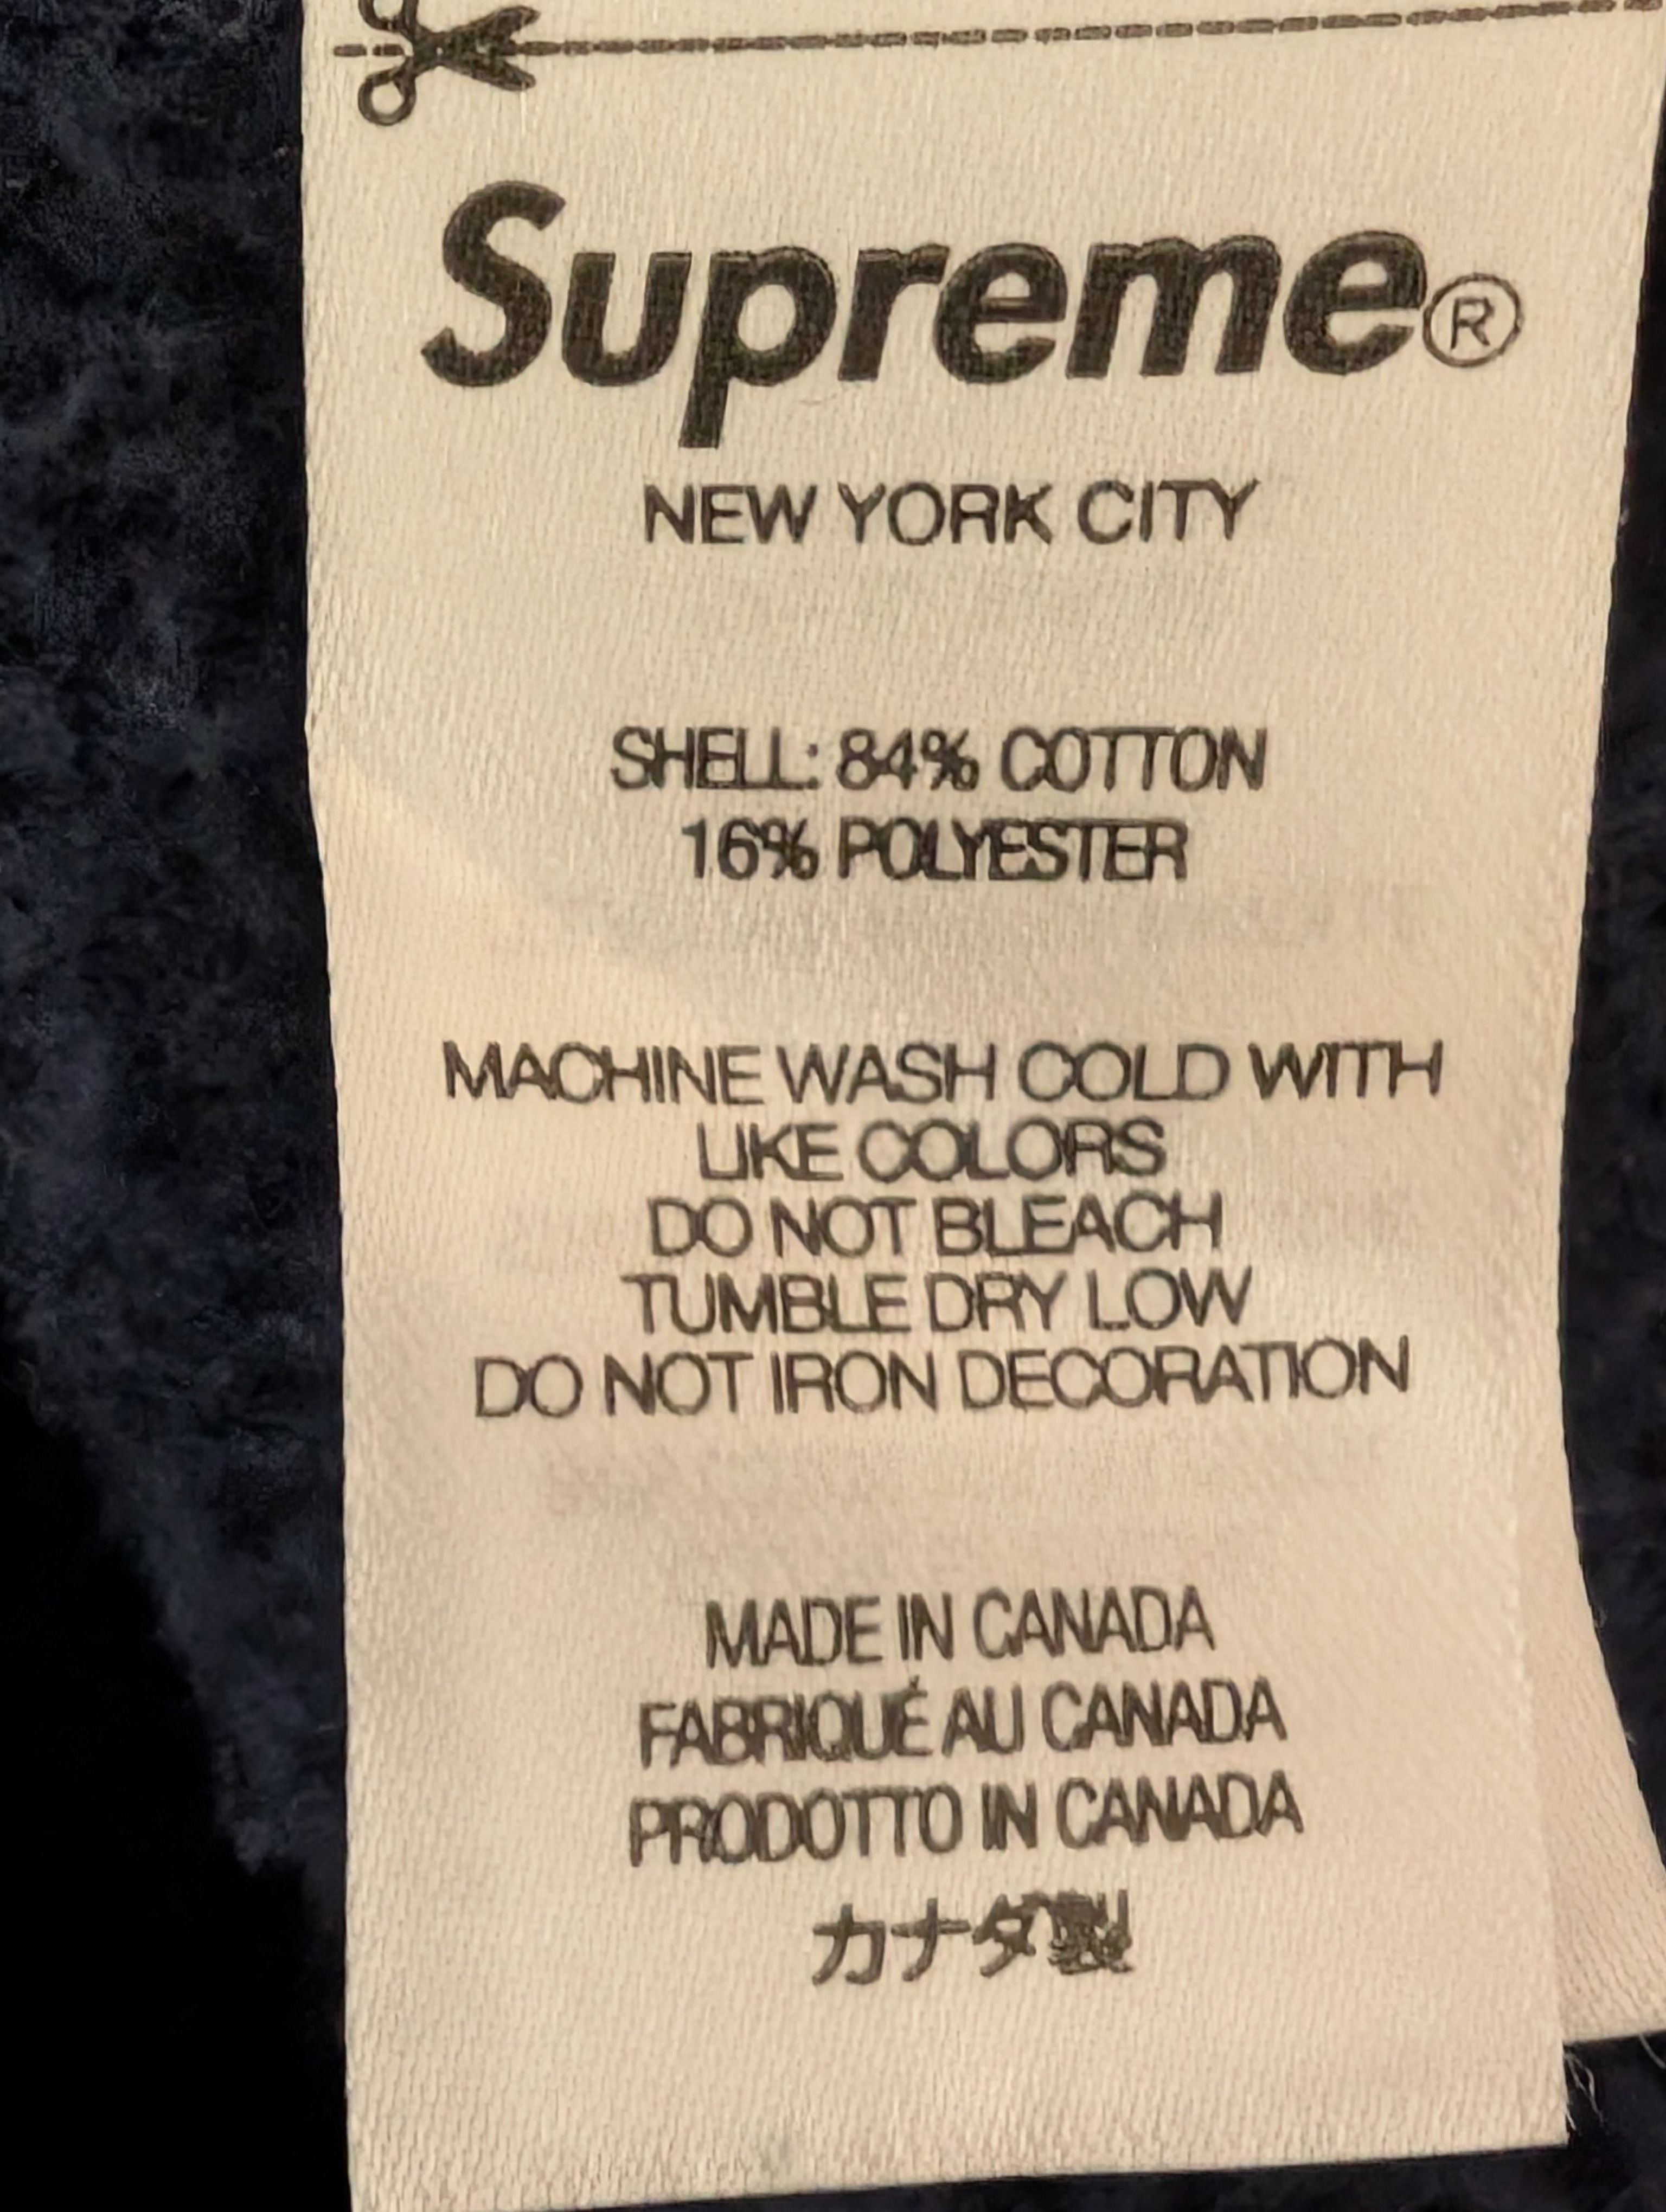 Supreme®
NEW YORK CITY
SHELL: 84% COTTON
16% POLYESTER
MACHINE WASH COLD WITH
LIKE COLORS
DO NOT BLEACH
TUMBLE DRY LOW
DO NOT IRON DECORATION
MADE IN CANADA
FABRIQUÉ AU CANADA
PRODOTTO IN CANADA
カナダ製